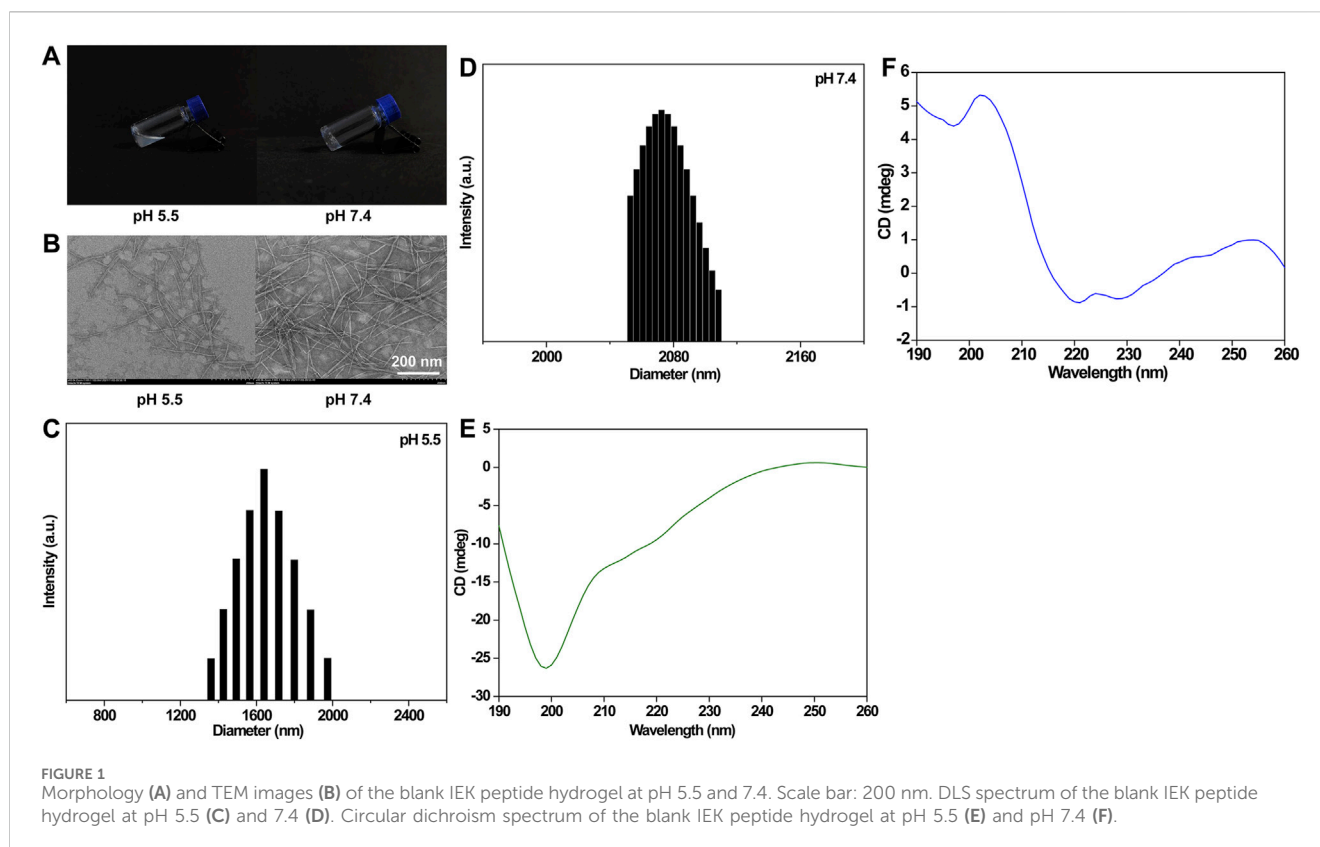 A
pH 5.5
pH 7.4
B
200 nm
pH 5.5
pH 7.4
C
pH 5.5
Intensity (a.u.)
800
1200
1600
2000
2400
Diameter (nm)
D
pH 7.4
Intensity (a.u.)
2000
2080
2160
Diameter (nm)
E
5
0
-5
-10
-15
-20
-25
-30
CD (mdeg)
190
200
210
220
230
240
250
260
Wavelength (nm)
F
6
5
4
3
2
1
0
-1
-2
CD (mdeg)
190
200
210
220
230
240
250
260
Wavelength (nm)
FIGURE 1
Morphology (A) and TEM images (B) of the blank IEK peptide hydrogel at pH 5.5 and 7.4. Scale bar: 200 nm. DLS spectrum of the blank IEK peptide
hydrogel at pH 5.5 (C) and 7.4 (D). Circular dichroism spectrum of the blank IEK peptide hydrogel at pH 5.5 (E) and pH 7.4 (F).